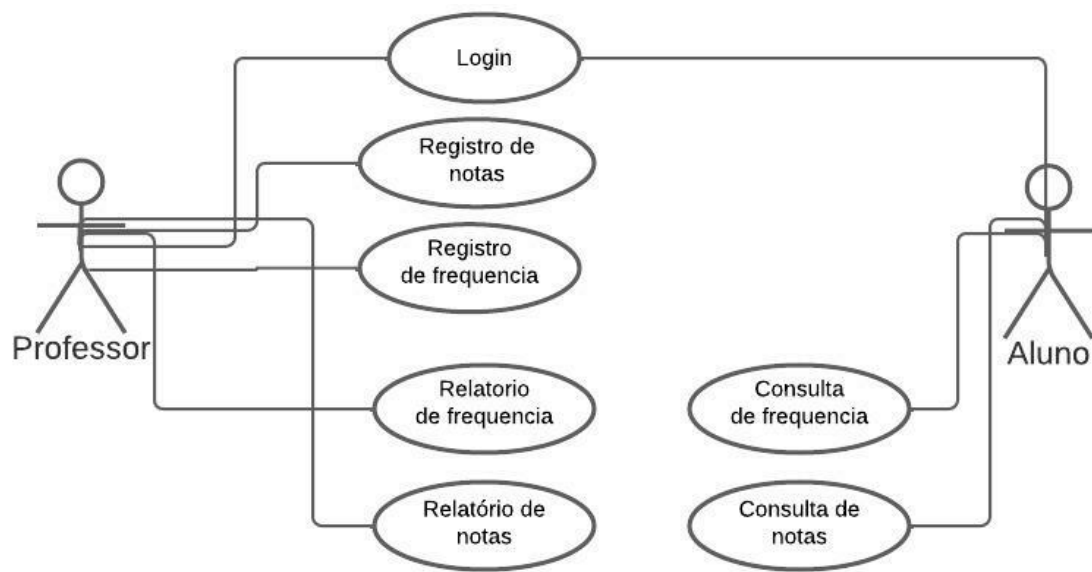 Login
Registro de
notas
Registro
de frequencia
Professor
Aluno
Relatorio
de frequencia
Consulta
de frequencia
Relatório de
notas
Consulta de
notas